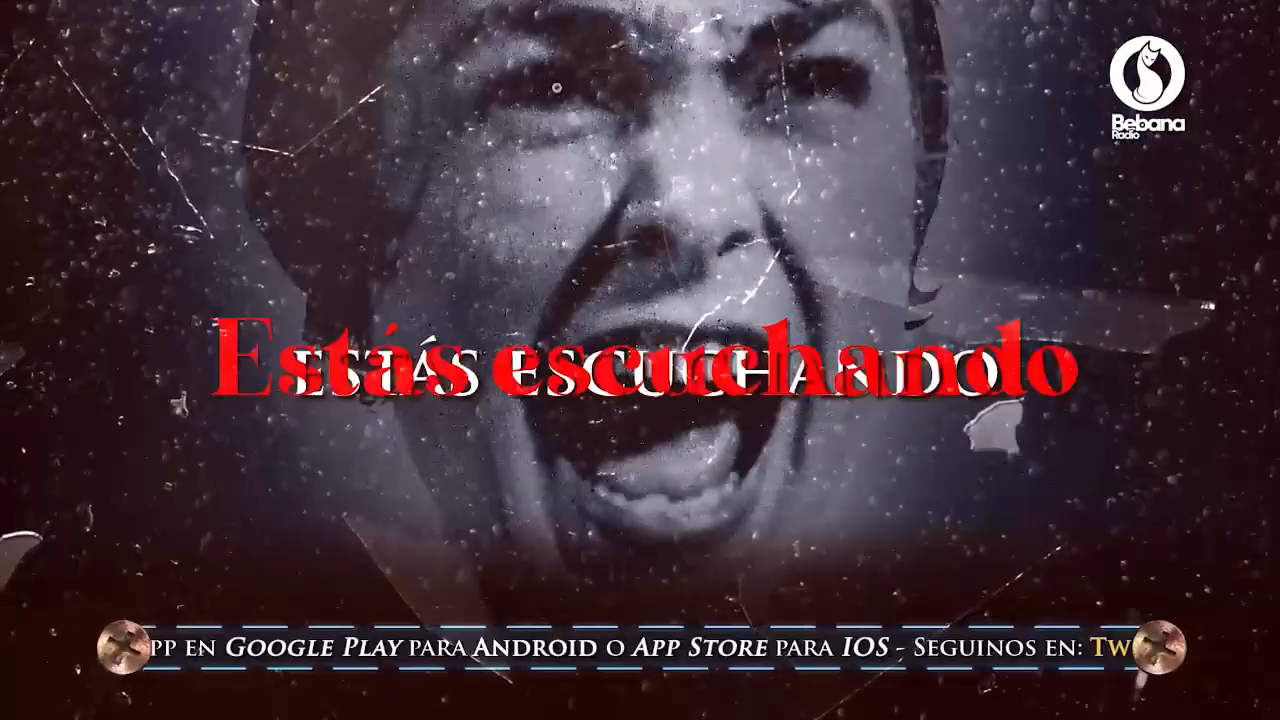 Bebana
Radio
Estás escuchando
ESTÁS ESCUCHANDO
PP EN GOOGLE PLAY PARA ANDROID O APP STORE PARA IOS - SEGUINOS EN: TW